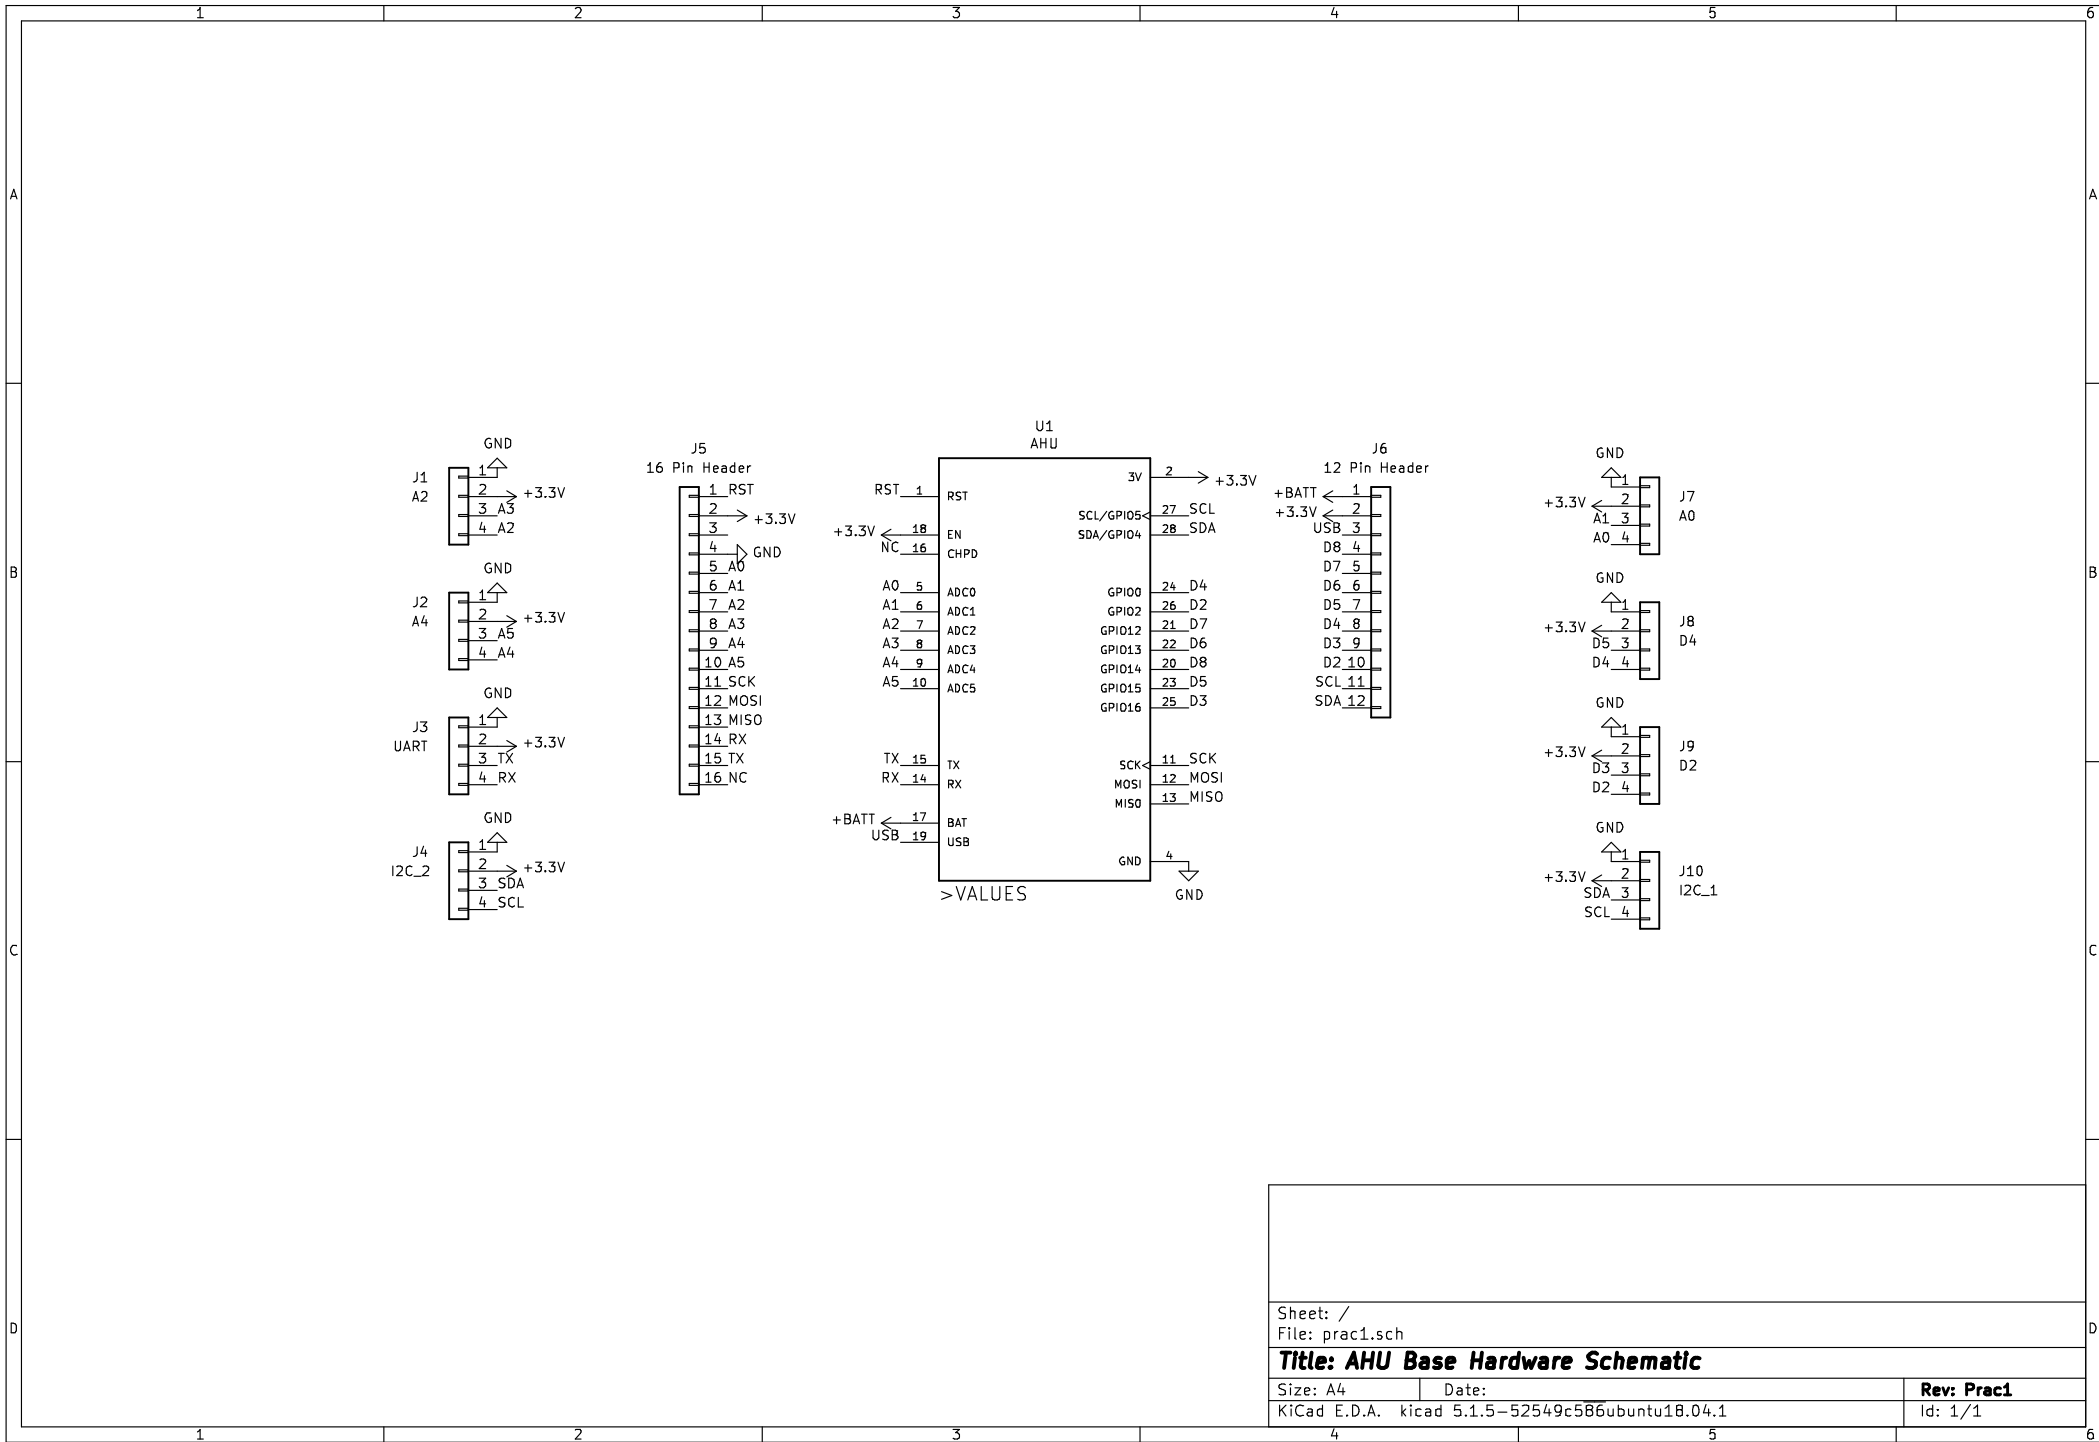 1 2 3 4 5 6
A A
B B
C C
D D
J1
A2
GND
1
2 +3.3V
3 A3
4 A2
J2
A4
GND
1
2 +3.3V
3 A5
4 A4
J3
UART
GND
1
2 +3.3V
3 TX
4 RX
J4
I2C_2
GND
1
2 +3.3V
3 SDA
4 SCL
J5
16 Pin Header
1 RST
2 +3.3V
3
4 GND
5 A0
6 A1
7 A2
8 A3
9 A4
10 A5
11 SCK
12 MOSI
13 MISO
14 RX
15 TX
16 NC
U1
AHU
RST 1 RST
+3.3V 18 EN
NC 16 CHPD
A0 5 ADC0
A1 6 ADC1
A2 7 ADC2
A3 8 ADC3
A4 9 ADC4
A5 10 ADC5
TX 15 TX
RX 14 RX
+BATT 17 BAT
USB 19 USB
3V 2 +3.3V
SCL/GPIO5 27 SCL
SDA/GPIO4 28 SDA
GPIO0 24 D4
GPIO2 26 D2
GPIO12 21 D7
GPIO13 22 D6
GPIO14 20 D8
GPIO15 23 D5
GPIO16 25 D3
SCK 11 SCK
MOSI 12 MOSI
MISO 13 MISO
GND 4
GND
>VALUES
J6
12 Pin Header
+BATT 1
+3.3V 2
USB 3
D8 4
D7 5
D6 6
D5 7
D4 8
D3 9
D2 10
SCL 11
SDA 12
GND
1
+3.3V 2
A1 3
A0 4
J7
A0
GND
1
+3.3V 2
D5 3
D4 4
J8
D4
GND
1
+3.3V 2
D3 3
D2 4
J9
D2
GND
1
+3.3V 2
SDA 3
SCL 4
J10
I2C_1
Sheet: /
File: prac1.sch
Title: AHU Base Hardware Schematic
Size: A4 Date: Rev: Prac1
KiCad E.D.A. kicad 5.1.5-52549c586ubuntu18.04.1 Id: 1/1
1 2 3 4 5 6